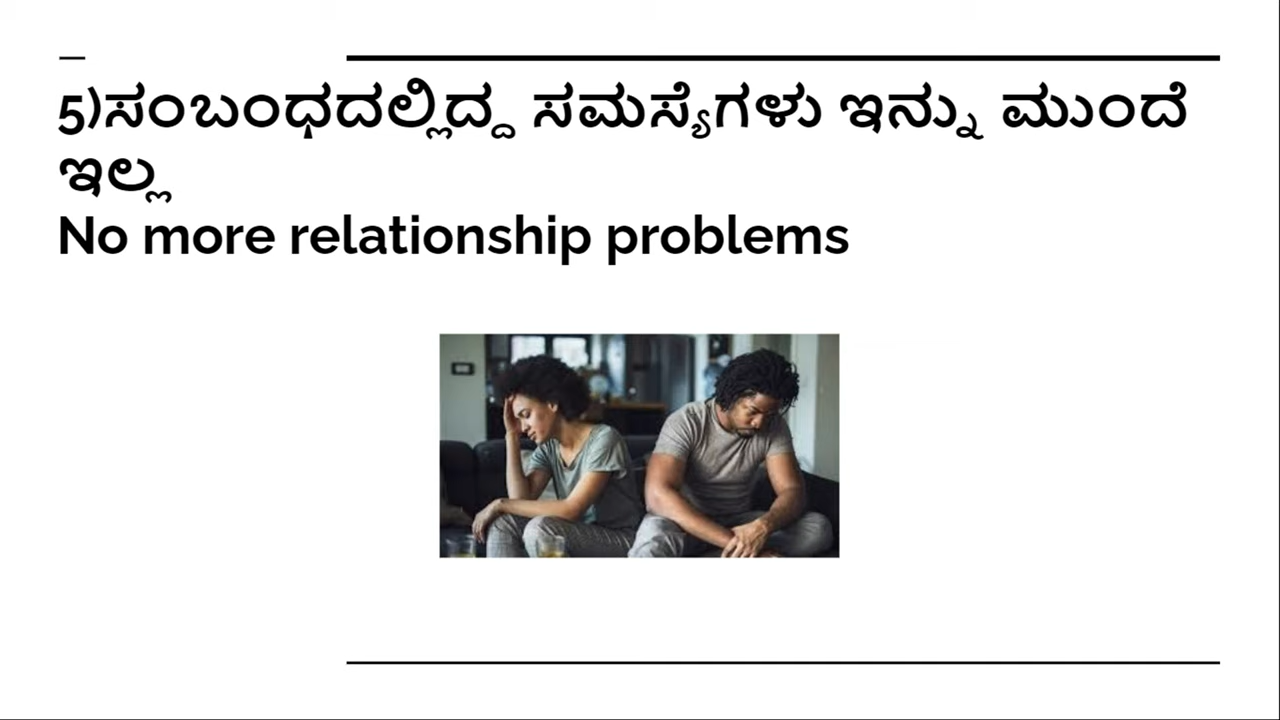 5)ಸಂಬಂಧದಲ್ಲಿದ್ದ ಸಮಸ್ಯೆಗಳು ಇನ್ನು ಮುಂದೆ
ಇಲ್ಲ
No more relationship problems